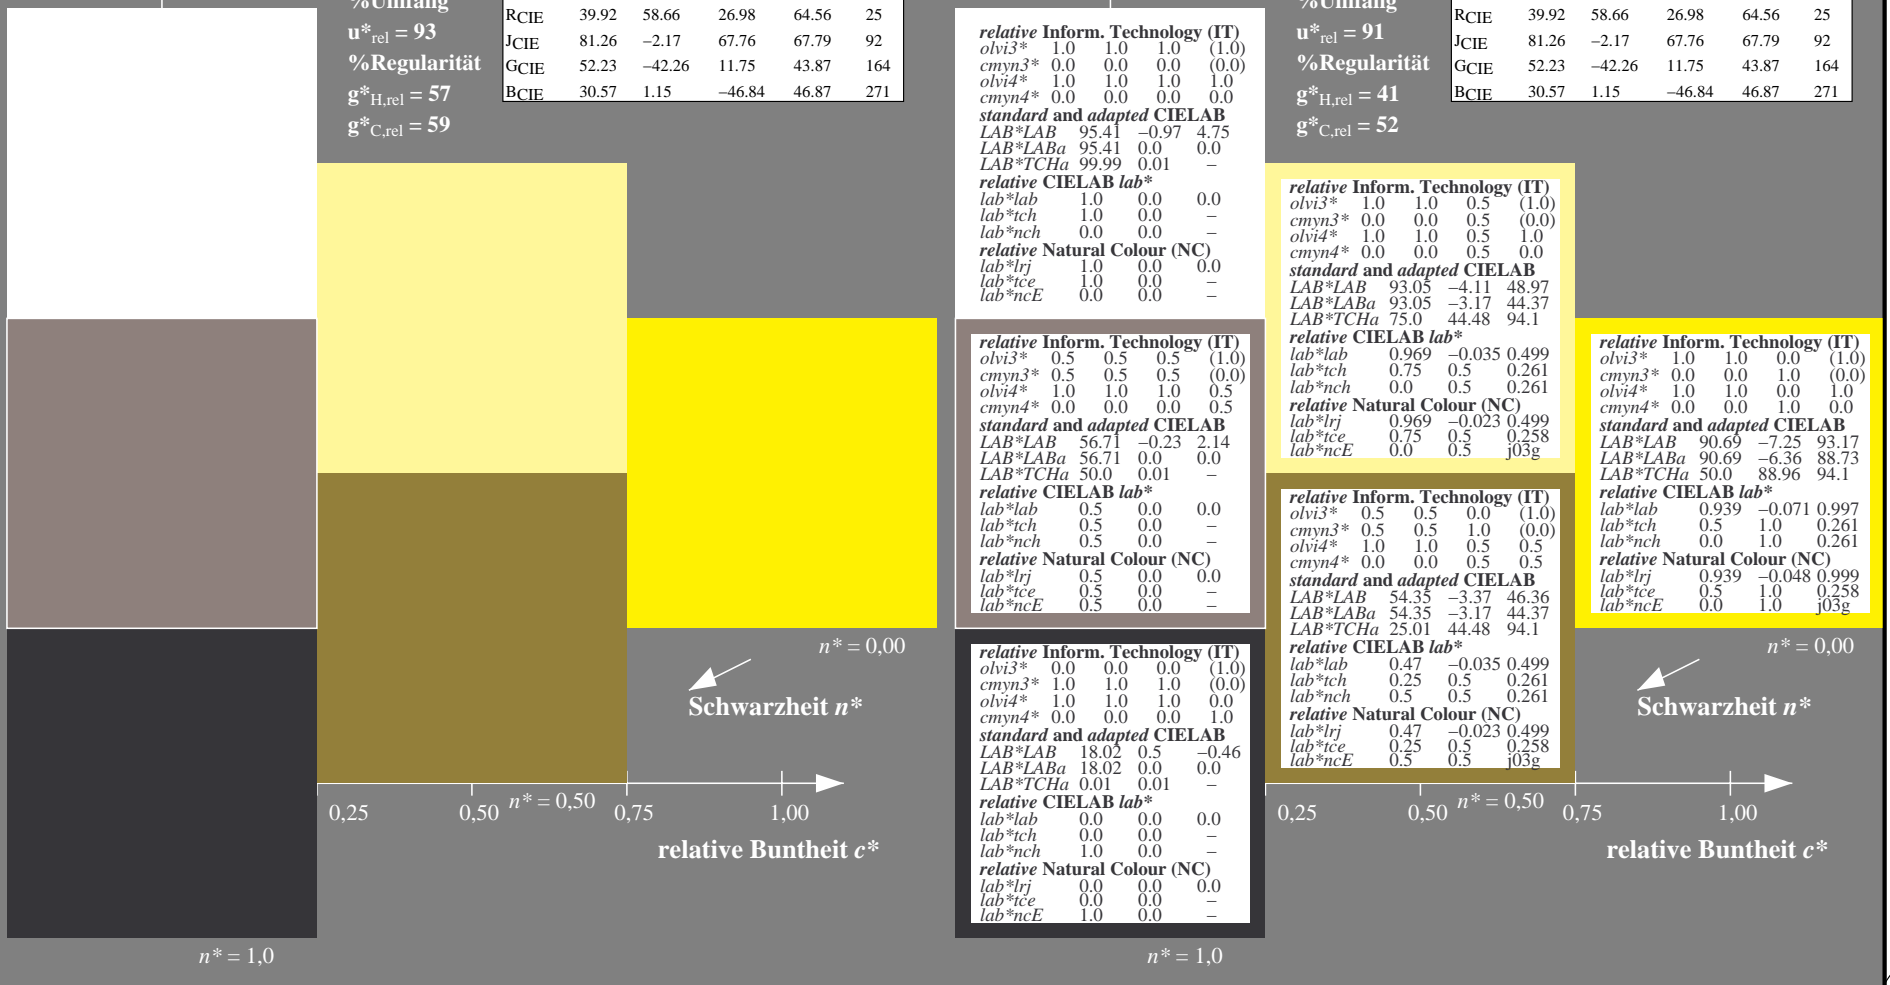 %Umfang
u*rel = 93
%Regularität
g*H,rel = 57
g*C,rel = 59
RCIE 39.92 58.66 26.98 64.56 25
JCIE 81.26 −2.17 67.76 67.79 92
GCIE 52.23 −42.26 11.75 43.87 164
BCIE 30.57 1.15 −46.84 46.87 271
n* = 0,00
Schwarzheit n*
0,25 0,50 n* = 0,50 0,75 1,00
relative Buntheit c*
n* = 1,0
relative Inform. Technology (IT)
olvi3* 1.0 1.0 1.0 (1.0)
cmyn3* 0.0 0.0 0.0 (0.0)
olvi4* 1.0 1.0 1.0 1.0
cmyn4* 0.0 0.0 0.0 0.0
standard and adapted CIELAB
LAB*LAB 95.41 −0.97 4.75
LAB*LABa 95.41 0.0 0.0
LAB*TCHa 99.99 0.01 –
relative CIELAB lab*
lab*lab 1.0 0.0 0.0
lab*tch 1.0 0.0 –
lab*nch 0.0 0.0 –
relative Natural Colour (NC)
lab*lrj 1.0 0.0 0.0
lab*tce 1.0 0.0 –
lab*ncE 0.0 0.0 –
relative Inform. Technology (IT)
olvi3* 0.5 0.5 0.5 (1.0)
cmyn3* 0.5 0.5 0.5 (0.0)
olvi4* 1.0 1.0 1.0 0.5
cmyn4* 0.0 0.0 0.0 0.5
standard and adapted CIELAB
LAB*LAB 56.71 −0.23 2.14
LAB*LABa 56.71 0.0 0.0
LAB*TCHa 50.0 0.01 –
relative CIELAB lab*
lab*lab 0.5 0.0 0.0
lab*tch 0.5 0.0 –
lab*nch 0.5 0.0 –
relative Natural Colour (NC)
lab*lrj 0.5 0.0 0.0
lab*tce 0.5 0.0 –
lab*ncE 0.5 0.0 –
relative Inform. Technology (IT)
olvi3* 0.0 0.0 0.0 (1.0)
cmyn3* 1.0 1.0 1.0 (0.0)
olvi4* 1.0 1.0 1.0 0.0
cmyn4* 0.0 0.0 0.0 1.0
standard and adapted CIELAB
LAB*LAB 18.02 0.5 −0.46
LAB*LABa 18.02 0.0 0.0
LAB*TCHa 0.01 0.01 –
relative CIELAB lab*
lab*lab 0.0 0.0 0.0
lab*tch 0.0 0.0 –
lab*nch 1.0 0.0 –
relative Natural Colour (NC)
lab*lrj 0.0 0.0 0.0
lab*tce 0.0 0.0 –
lab*ncE 1.0 0.0 –
n* = 1,0
%Umfang
u*rel = 91
%Regularität
g*H,rel = 41
g*C,rel = 52
RCIE 39.92 58.66 26.98 64.56 25
JCIE 81.26 −2.17 67.76 67.79 92
GCIE 52.23 −42.26 11.75 43.87 164
BCIE 30.57 1.15 −46.84 46.87 271
relative Inform. Technology (IT)
olvi3* 1.0 1.0 0.5 (1.0)
cmyn3* 0.0 0.0 0.5 (0.0)
olvi4* 1.0 1.0 0.5 1.0
cmyn4* 0.0 0.0 0.5 0.0
standard and adapted CIELAB
LAB*LAB 93.05 −4.11 48.97
LAB*LABa 93.05 −3.17 44.37
LAB*TCHa 75.0 44.48 94.1
relative CIELAB lab*
lab*lab 0.969 −0.035 0.499
lab*tch 0.75 0.5 0.261
lab*nch 0.0 0.5 0.261
relative Natural Colour (NC)
lab*lrj 0.969 −0.023 0.499
lab*tce 0.75 0.5 0.258
lab*ncE 0.0 0.5 j03g
relative Inform. Technology (IT)
olvi3* 0.5 0.5 0.0 (1.0)
cmyn3* 0.5 0.5 1.0 (0.0)
olvi4* 1.0 1.0 0.5 0.5
cmyn4* 0.0 0.0 0.5 0.5
standard and adapted CIELAB
LAB*LAB 54.35 −3.37 46.36
LAB*LABa 54.35 −3.17 44.37
LAB*TCHa 25.01 44.48 94.1
relative CIELAB lab*
lab*lab 0.47 −0.035 0.499
lab*tch 0.25 0.5 0.261
lab*nch 0.5 0.5 0.261
relative Natural Colour (NC)
lab*lrj 0.47 −0.023 0.499
lab*tce 0.25 0.5 0.258
lab*ncE 0.5 0.5 j03g
relative Inform. Technology (IT)
olvi3* 1.0 1.0 0.0 (1.0)
cmyn3* 0.0 0.0 1.0 (0.0)
olvi4* 1.0 1.0 0.0 1.0
cmyn4* 0.0 0.0 1.0 0.0
standard and adapted CIELAB
LAB*LAB 90.69 −7.25 93.17
LAB*LABa 90.69 −6.36 88.73
LAB*TCHa 50.0 88.96 94.1
relative CIELAB lab*
lab*lab 0.939 −0.071 0.997
lab*tch 0.5 1.0 0.261
lab*nch 0.0 1.0 0.261
relative Natural Colour (NC)
lab*lrj 0.939 −0.048 0.999
lab*tce 0.5 1.0 0.258
lab*ncE 0.0 1.0 j03g
n* = 0,00
Schwarzheit n*
0,25 0,50 n* = 0,50 0,75 1,00
relative Buntheit c*